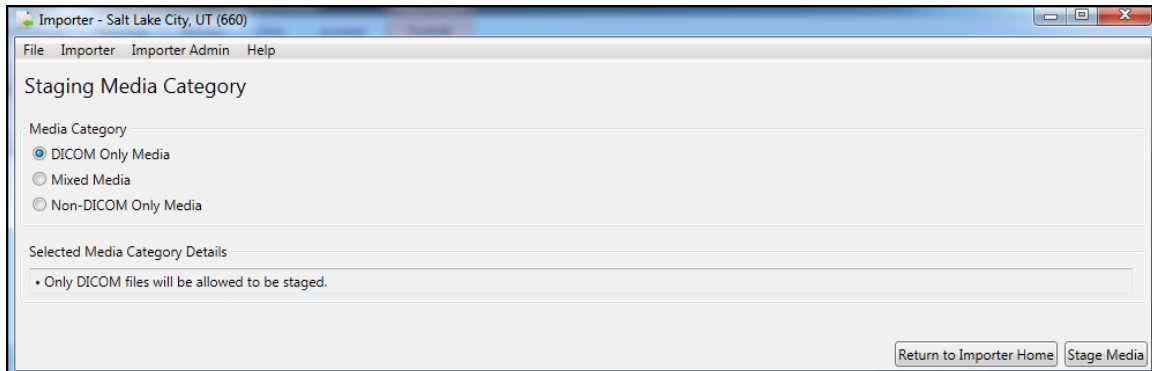 Importer - Salt Lake City, UT (660)
File Importer Importer Admin Help
Staging Media Category
Media Category
DICOM Only Media
Mixed Media
Non-DICOM Only Media
Selected Media Category Details
• Only DICOM files will be allowed to be staged.
Return to Importer Home Stage Media